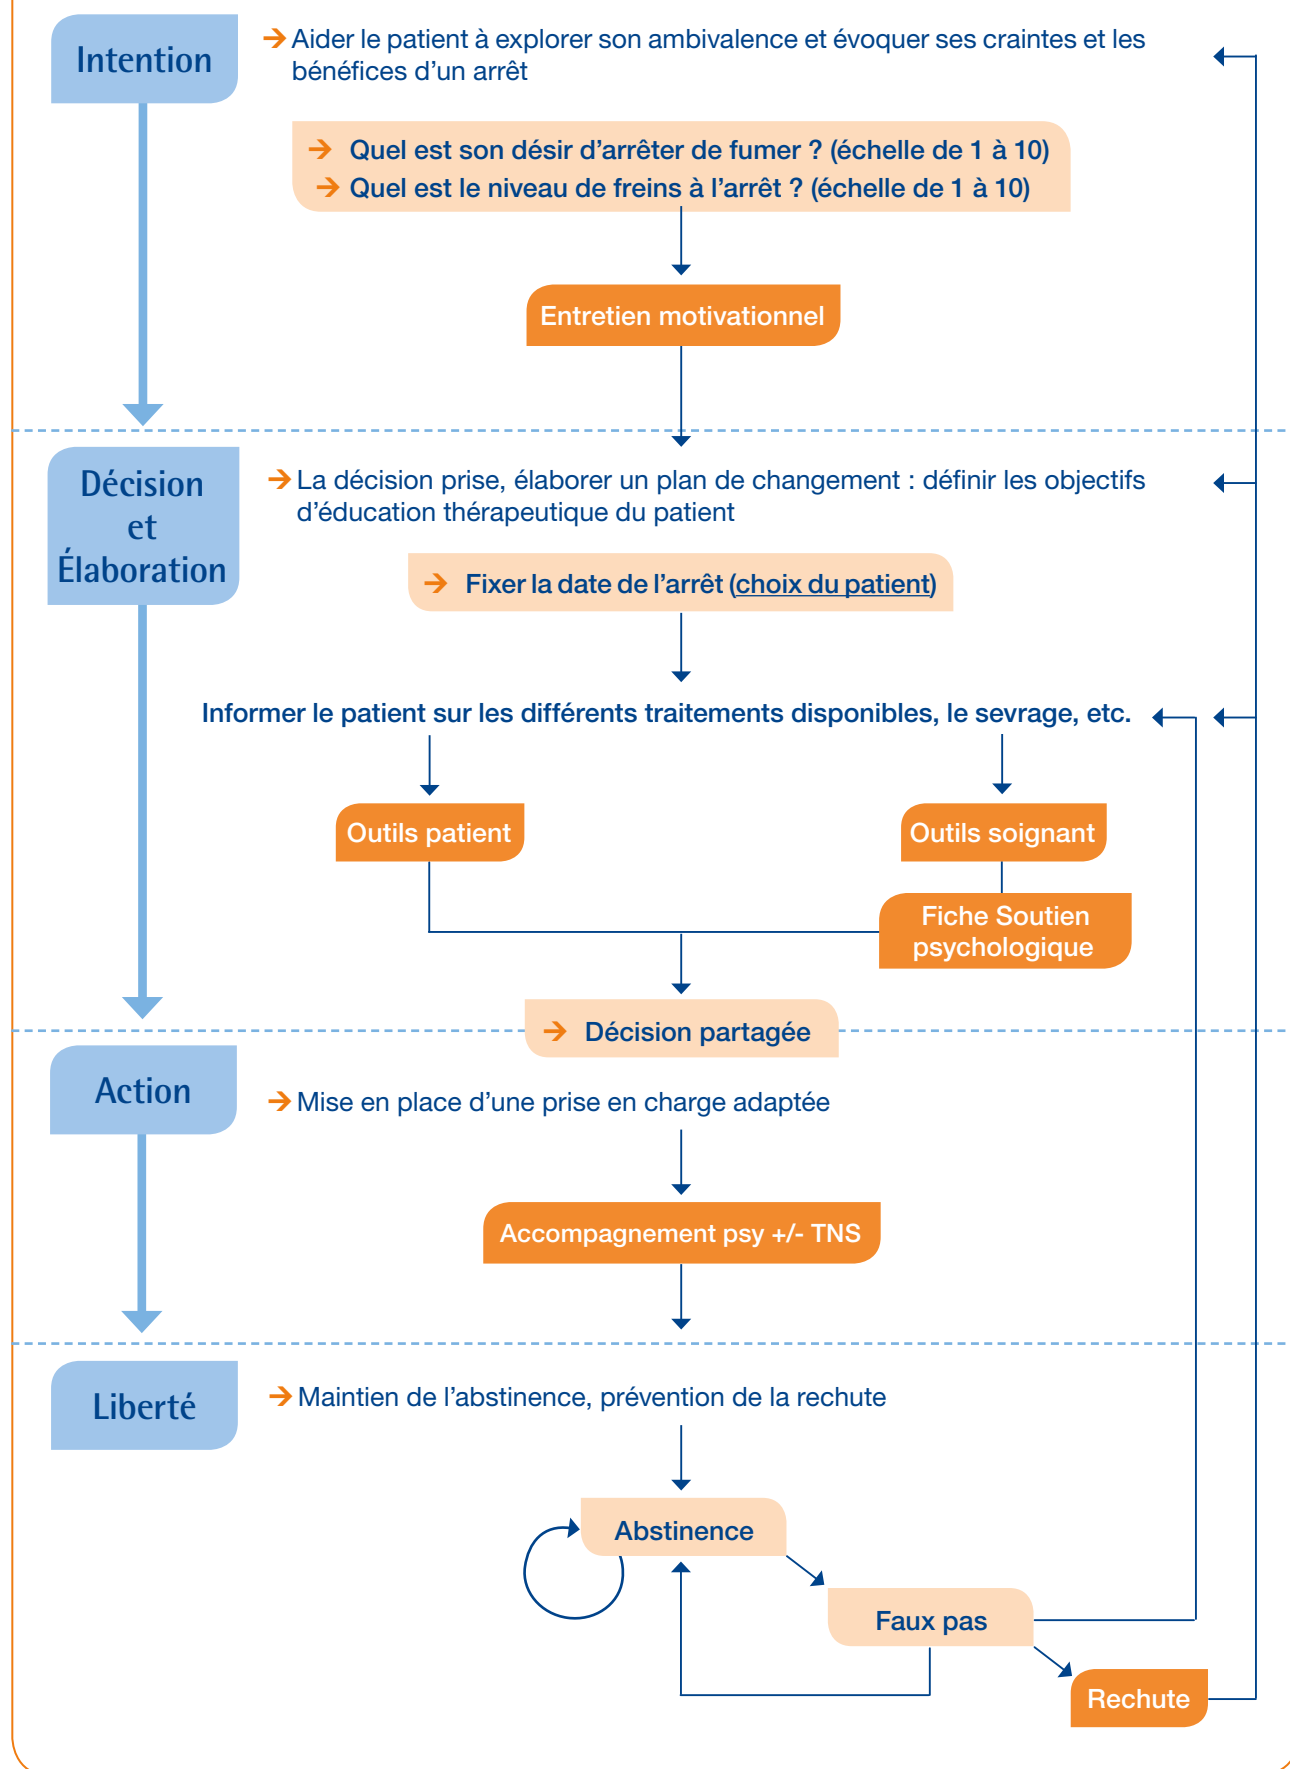 Intention
➔ Aider le patient à explorer son ambivalence et évoquer ses craintes et les
bénéfices d’un arrêt
➔ Quel est son désir d’arrêter de fumer ? (échelle de 1 à 10)
➔ Quel est le niveau de freins à l’arrêt ? (échelle de 1 à 10)
Entretien motivationnel
Décision
et
Élaboration
➔ La décision prise, élaborer un plan de changement : définir les objectifs
d’éducation thérapeutique du patient
➔ Fixer la date de l’arrêt (choix du patient)
Informer le patient sur les différents traitements disponibles, le sevrage, etc.
Outils patient
Outils soignant
Fiche Soutien
psychologique
➔ Décision partagée
Action
➔ Mise en place d’une prise en charge adaptée
Accompagnement psy +/- TNS
Liberté
➔ Maintien de l’abstinence, prévention de la rechute
Abstinence
Faux pas
Rechute